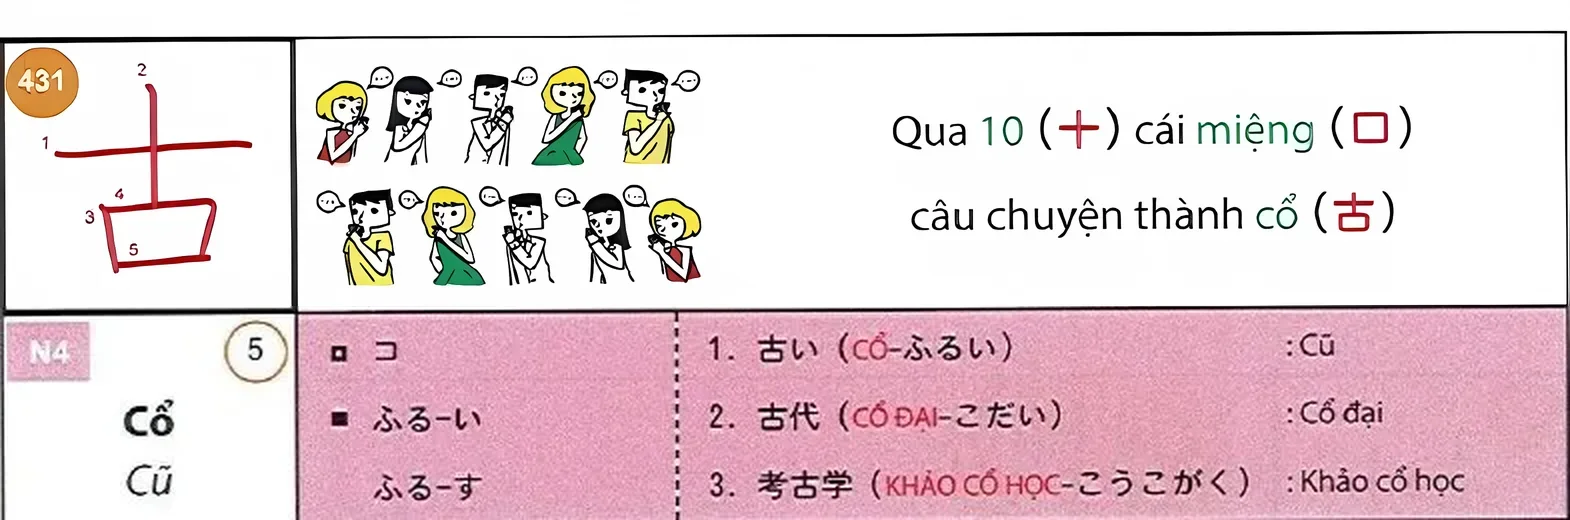 431
1
2
3
4
5
Qua 10 (十) cái miệng (口)
câu chuyện thành cổ (古)
N4
5
Cổ
Cũ
コ
ふる-い
ふる-す
1. 古い (CỔ-ふるい) : Cũ
2. 古代 (CỔ ĐẠI-こだい) : Cổ đại
3. 考古学 (KHẢO CỔ HỌC-こうこがく) : Khảo cổ học